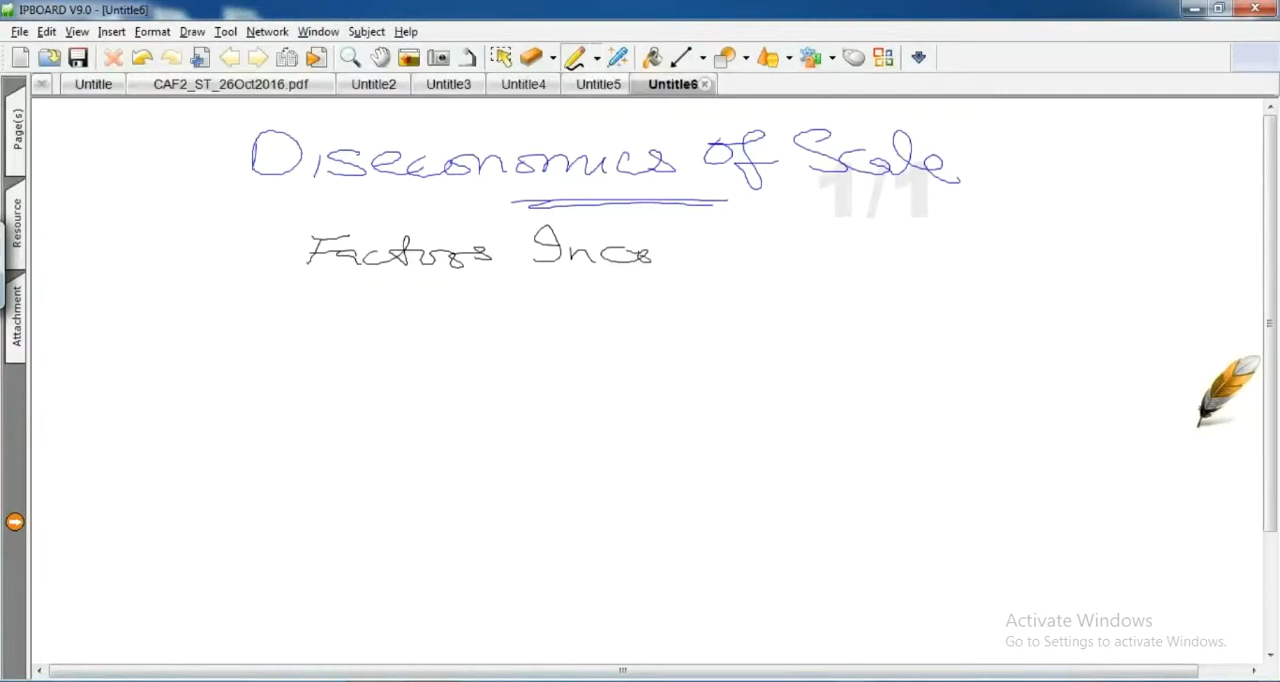 IPBOARD V9.0 - [Untitle6]
File Edit View Insert Format Draw Tool Network Window Subject Help
Untitle CAF2_ST_26Oct2016.pdf Untitle2 Untitle3 Untitle4 Untitle5 Untitle6
Page(s)
Resource
Attachment
Diseconomics of Scale
1/1
Factors Incr
Activate Windows
Go to Settings to activate Windows.